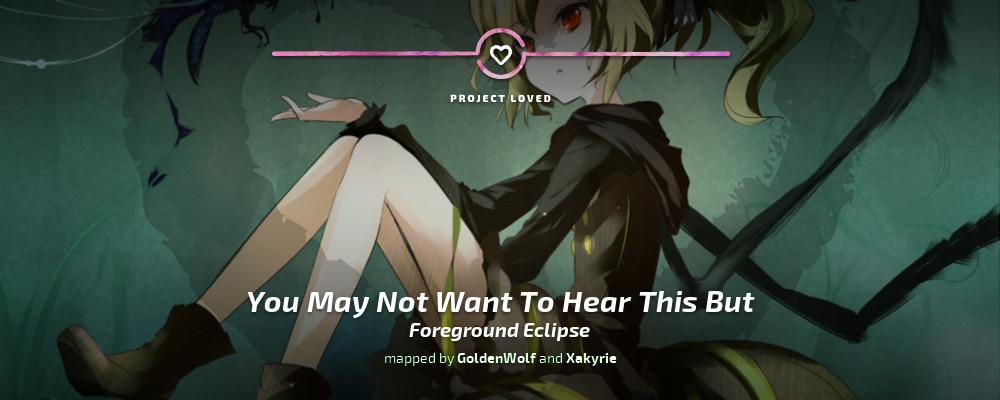 PROJECT LOVED
You May Not Want To Hear This But
Foreground Eclipse
mapped by GoldenWolf and Xakyrie